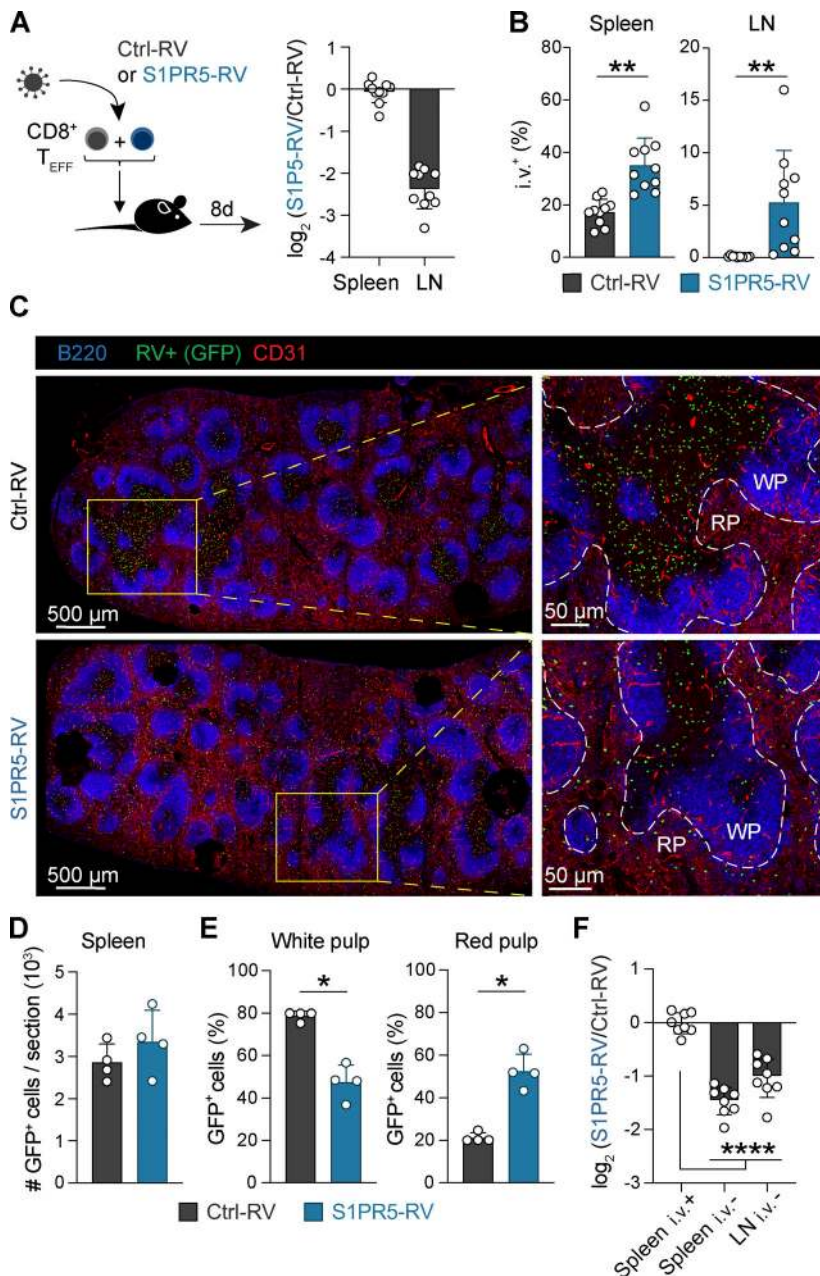 A
Ctrl-RV
or S1PR5-RV
CD8+
TEFF
+
8d
log2 (S1P5-RV/Ctrl-RV)
1
0
-1
-2
-3
-4
Spleen LN
B
Spleen LN
i.v.+ (%)
80
60
40
20
0
**
20
15
10
5
0
**
Ctrl-RV S1PR5-RV
C
B220 RV+ (GFP) CD31
Ctrl-RV
500 µm
WP
RP
50 µm
S1PR5-RV
500 µm
RP
WP
50 µm
D
Spleen
# GFP+ cells / section (10³)
5
4
3
2
1
0
E
White pulp
GFP+ cells (%)
80
60
40
20
0
*
Red pulp
GFP+ cells (%)
80
60
40
20
0
*
Ctrl-RV S1PR5-RV
F
log2 (S1PR5-RV/Ctrl-RV)
1
0
-1
-2
-3
****
Spleen i.v.+
Spleen i.v.-
LN i.v.-